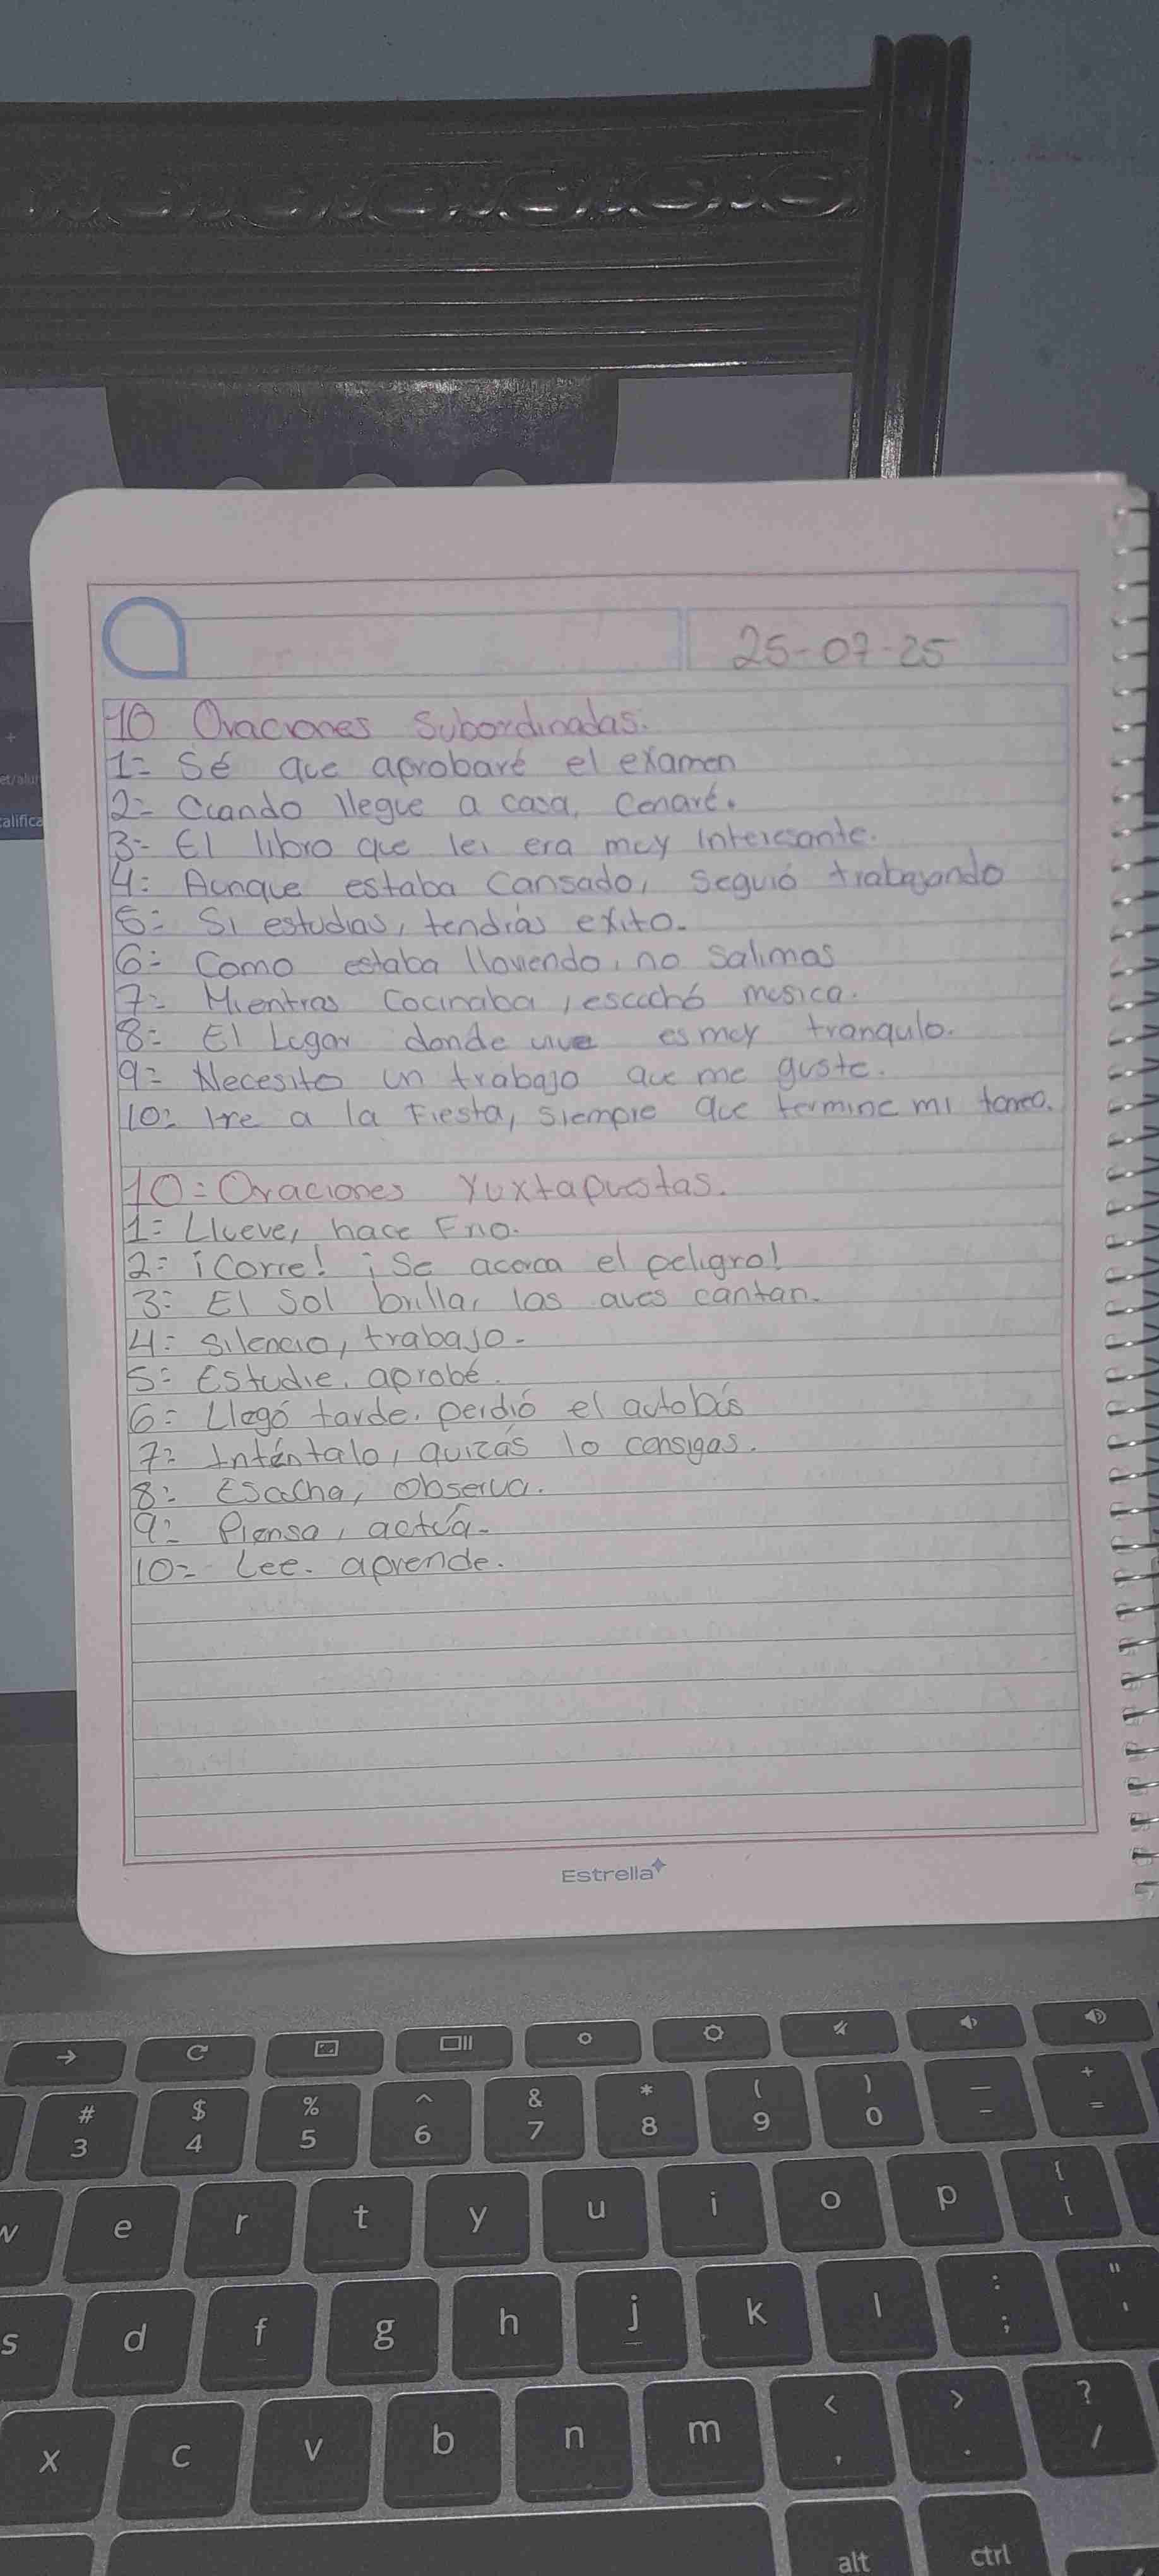 25-07-25
10 Oraciones Subordinadas.
1= Sé que aprobaré el examen
2= Cuando llegue a casa, Cenaré.
3= El libro que lei era muy Interesante.
4= Aunque estaba Cansado, Seguió trabajando
5= Si estudias, tendrás exito.
6= Como estaba lloviendo, no Salimos
7= Mientras Cocinaba, escuchó musica.
8= El Lugar donde vive es muy tranqulo.
9= Necesito un trabajo que me guste.
10= Ire a la Fiesta, Siempre que termine mi tarea.
10= Oraciones Yuxtapuestas.
1= Llueve, hace Frio.
2= ¡Corre! ¡Se acerca el peligro!
3= El Sol brilla, las aves cantan.
4= Silencio, trabajo.
5= Estudie, aprobé.
6= Llegó tarde, perdió el autobús
7= Inténtalo, quizás lo consigas.
8= Escucha, Observa.
9= Piensa, actúa.
10= Lee. aprende.
Estrella
et/alu
califica
# $ % ^ & * ( ) — +
3 4 5 6 7 8 9 0 - =
w e r t y u i o p { [
s d f g h j k l : ; " '
x c v b n m < , > . ? /
alt ctrl